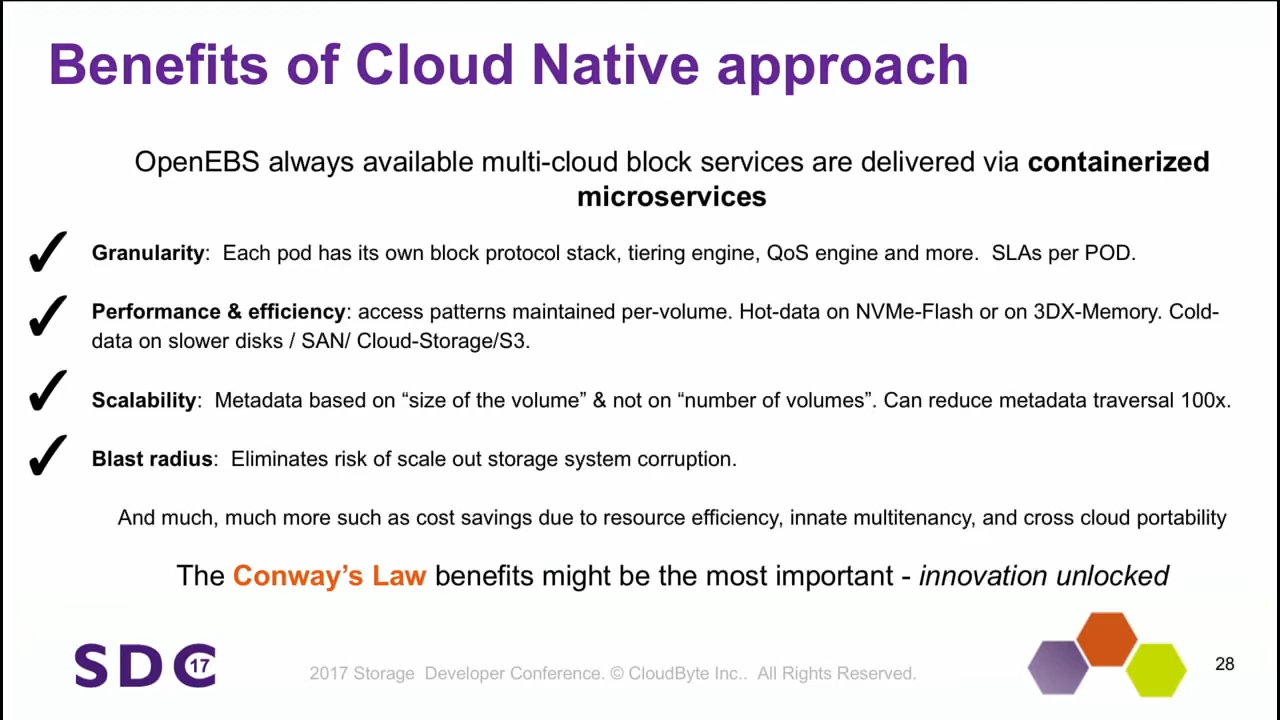 Benefits of Cloud Native approach
OpenEBS always available multi-cloud block services are delivered via containerized
microservices
Granularity:  Each pod has its own block protocol stack, tiering engine, QoS engine and more.  SLAs per POD.
Performance & efficiency: access patterns maintained per-volume. Hot-data on NVMe-Flash or on 3DX-Memory. Cold-
data on slower disks / SAN/ Cloud-Storage/S3.
Scalability:  Metadata based on “size of the volume” & not on “number of volumes”. Can reduce metadata traversal 100x.
Blast radius:  Eliminates risk of scale out storage system corruption.
And much, much more such as cost savings due to resource efficiency, innate multitenancy, and cross cloud portability
The Conway’s Law benefits might be the most important - innovation unlocked
SDC 17
2017 Storage  Developer Conference. © CloudByte Inc..  All Rights Reserved.
28